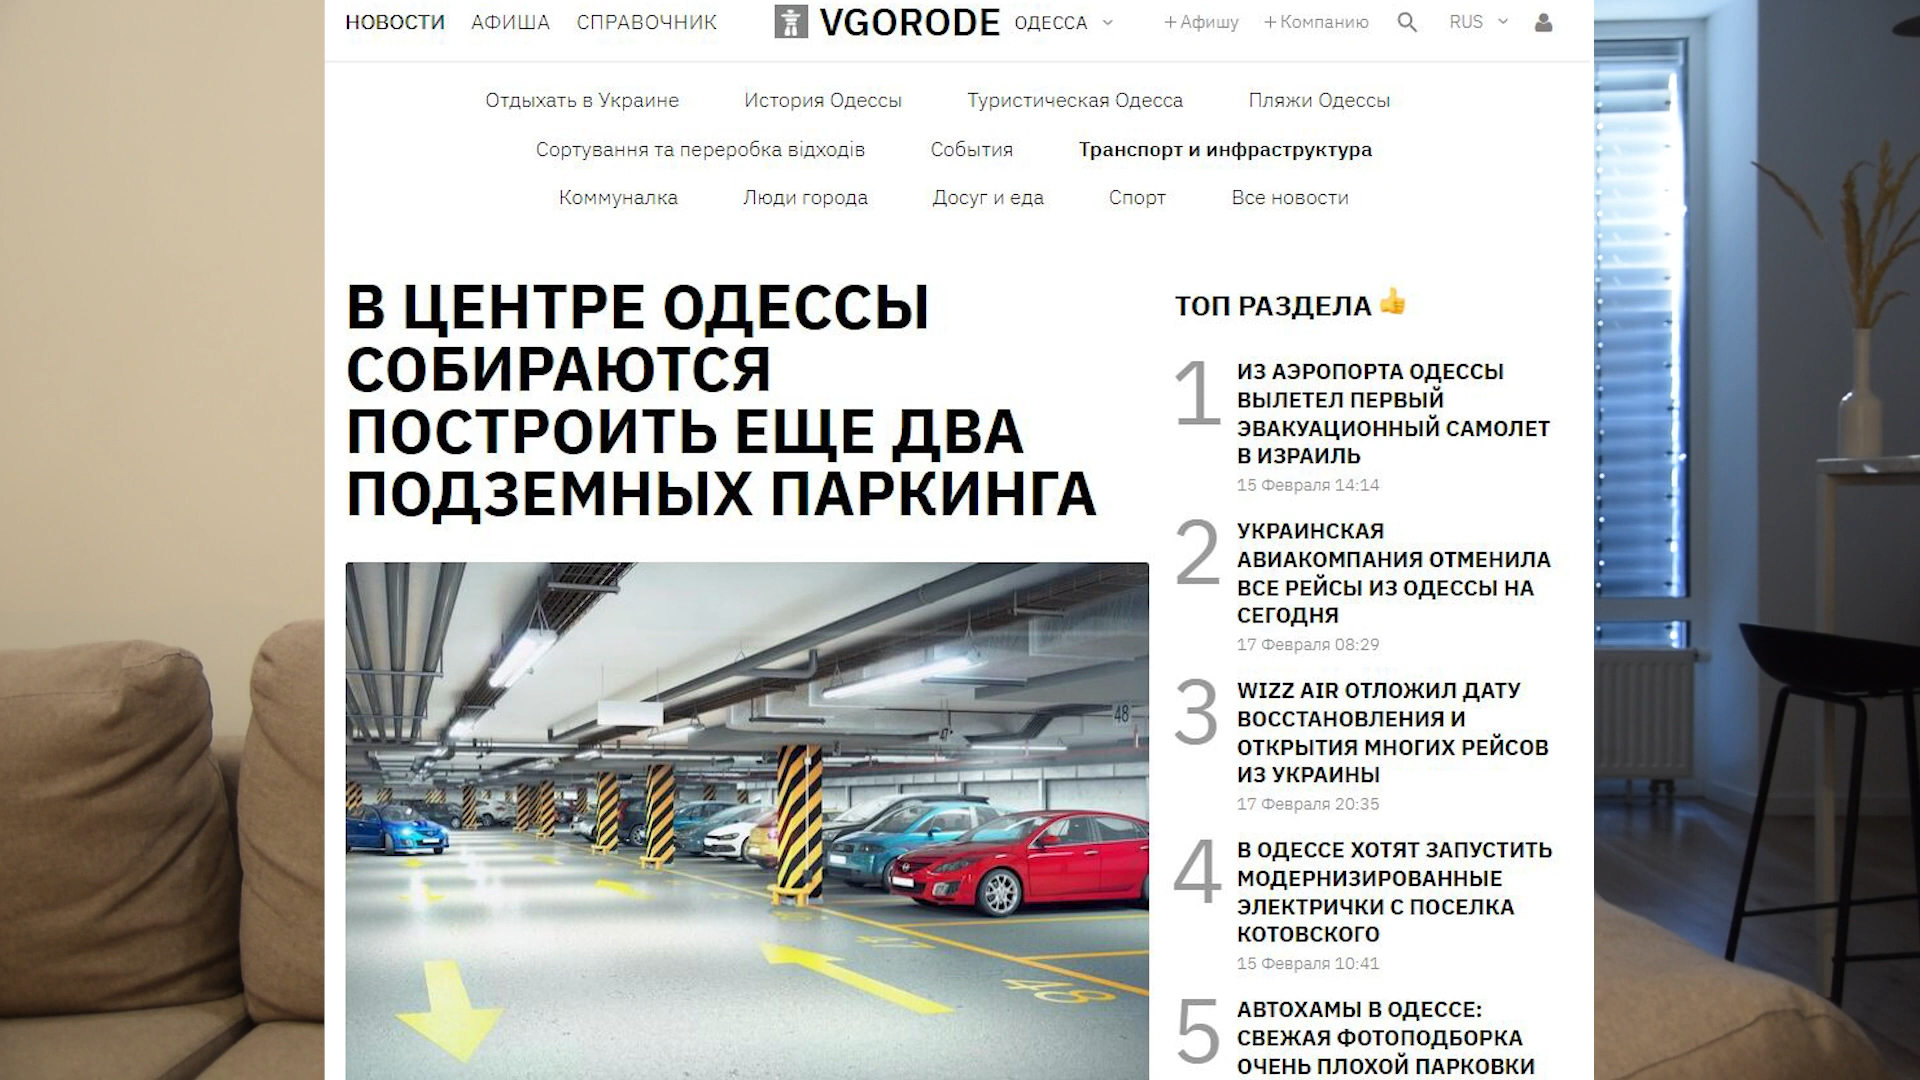 НОВОСТИ АФИША СПРАВОЧНИК VGORODE ОДЕССА +Афишу +Компанию RUS
Отдыхать в Украине История Одессы Туристическая Одесса Пляжи Одессы
Сортування та переробка відходів События Транспорт и инфраструктура
Коммуналка Люди города Досуг и еда Спорт Все новости
В ЦЕНТРЕ ОДЕССЫ
СОБИРАЮТСЯ
ПОСТРОИТЬ ЕЩЕ ДВА
ПОДЗЕМНЫХ ПАРКИНГА
48
47
47
48
ТОП РАЗДЕЛА 👍
1
ИЗ АЭРОПОРТА ОДЕССЫ
ВЫЛЕТЕЛ ПЕРВЫЙ
ЭВАКУАЦИОННЫЙ САМОЛЕТ
В ИЗРАИЛЬ
15 Февраля 14:14
2
УКРАИНСКАЯ
АВИАКОМПАНИЯ ОТМЕНИЛА
ВСЕ РЕЙСЫ ИЗ ОДЕССЫ НА
СЕГОДНЯ
17 Февраля 08:29
3
WIZZ AIR ОТЛОЖИЛ ДАТУ
ВОССТАНОВЛЕНИЯ И
ОТКРЫТИЯ МНОГИХ РЕЙСОВ
ИЗ УКРАИНЫ
17 Февраля 20:35
4
В ОДЕССЕ ХОТЯТ ЗАПУСТИТЬ
МОДЕРНИЗИРОВАННЫЕ
ЭЛЕКТРИЧКИ С ПОСЕЛКА
КОТОВСКОГО
15 Февраля 10:41
5
АВТОХАМЫ В ОДЕССЕ:
СВЕЖАЯ ФОТОПОДБОРКА
ОЧЕНЬ ПЛОХОЙ ПАРКОВКИ